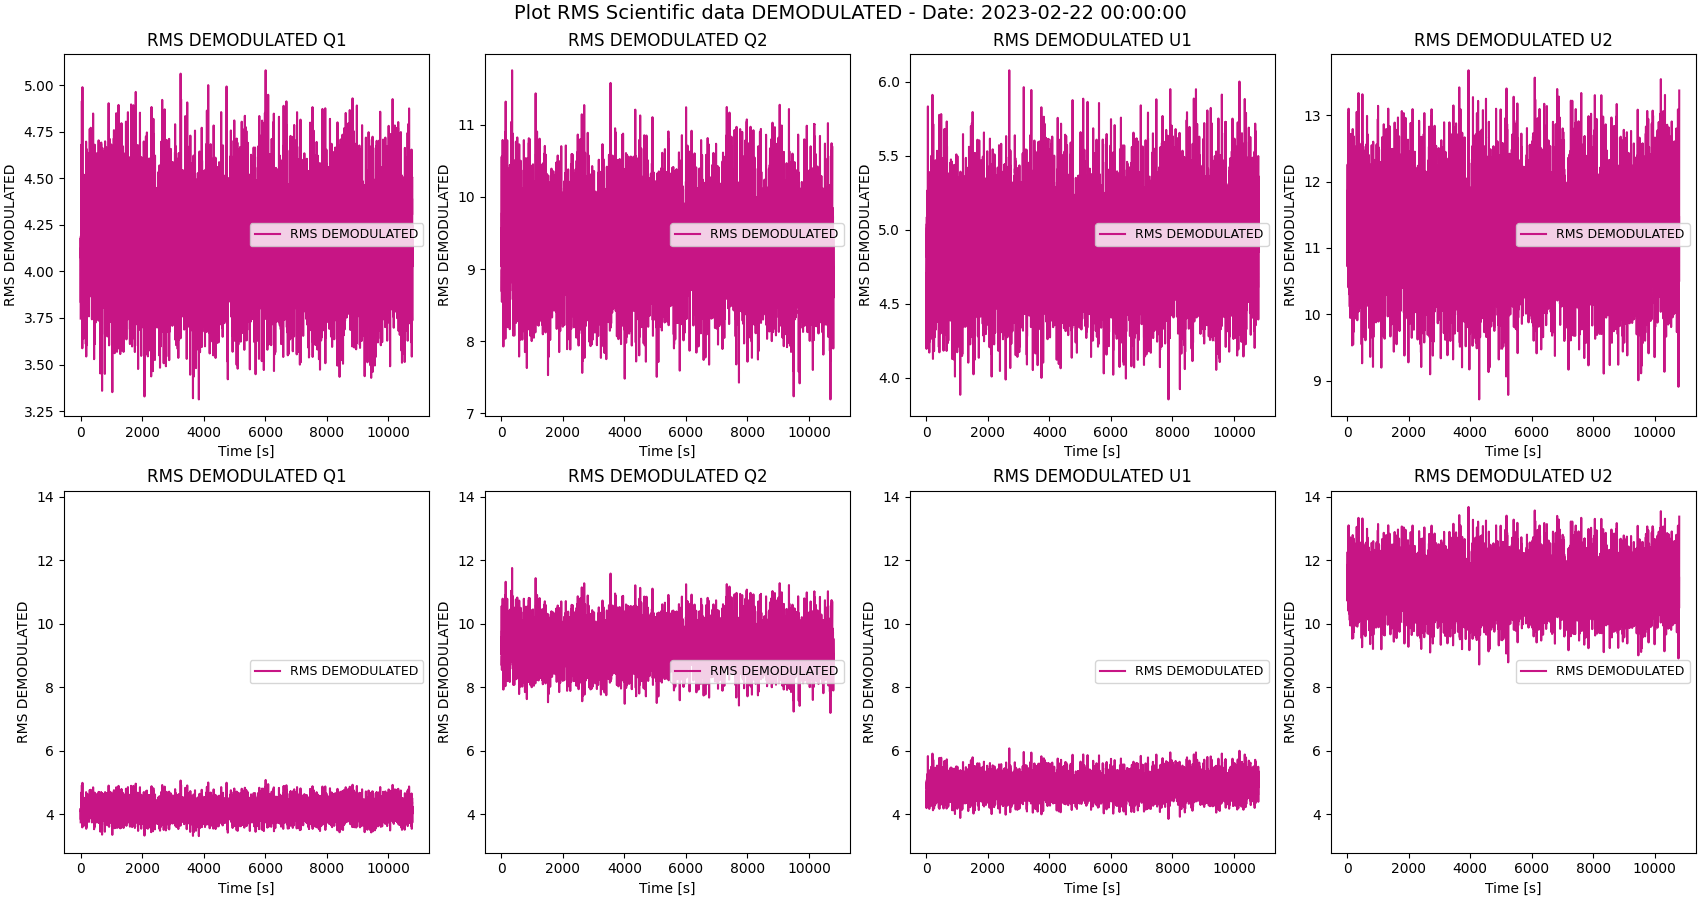 Plot RMS Scientific data DEMODULATED - Date: 2023-02-22 00:00:00
RMS DEMODULATED Q1
RMS DEMODULATED
5.00
4.75
4.50
4.25
4.00
3.75
3.50
3.25
RMS DEMODULATED
0 2000 4000 6000 8000 10000
Time [s]
RMS DEMODULATED Q2
RMS DEMODULATED
11
10
9
8
7
RMS DEMODULATED
0 2000 4000 6000 8000 10000
Time [s]
RMS DEMODULATED U1
RMS DEMODULATED
6.0
5.5
5.0
4.5
4.0
RMS DEMODULATED
0 2000 4000 6000 8000 10000
Time [s]
RMS DEMODULATED U2
RMS DEMODULATED
13
12
11
10
9
RMS DEMODULATED
0 2000 4000 6000 8000 10000
Time [s]
RMS DEMODULATED Q1
RMS DEMODULATED
14
12
10
8
6
4
RMS DEMODULATED
0 2000 4000 6000 8000 10000
Time [s]
RMS DEMODULATED Q2
RMS DEMODULATED
14
12
10
8
6
4
RMS DEMODULATED
0 2000 4000 6000 8000 10000
Time [s]
RMS DEMODULATED U1
RMS DEMODULATED
14
12
10
8
6
4
RMS DEMODULATED
0 2000 4000 6000 8000 10000
Time [s]
RMS DEMODULATED U2
RMS DEMODULATED
14
12
10
8
6
4
RMS DEMODULATED
0 2000 4000 6000 8000 10000
Time [s]